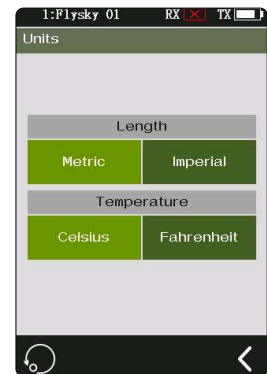 1:Flysky 01 RX TX
Units
Length
Metric Imperial
Temperature
Celsius Fahrenheit